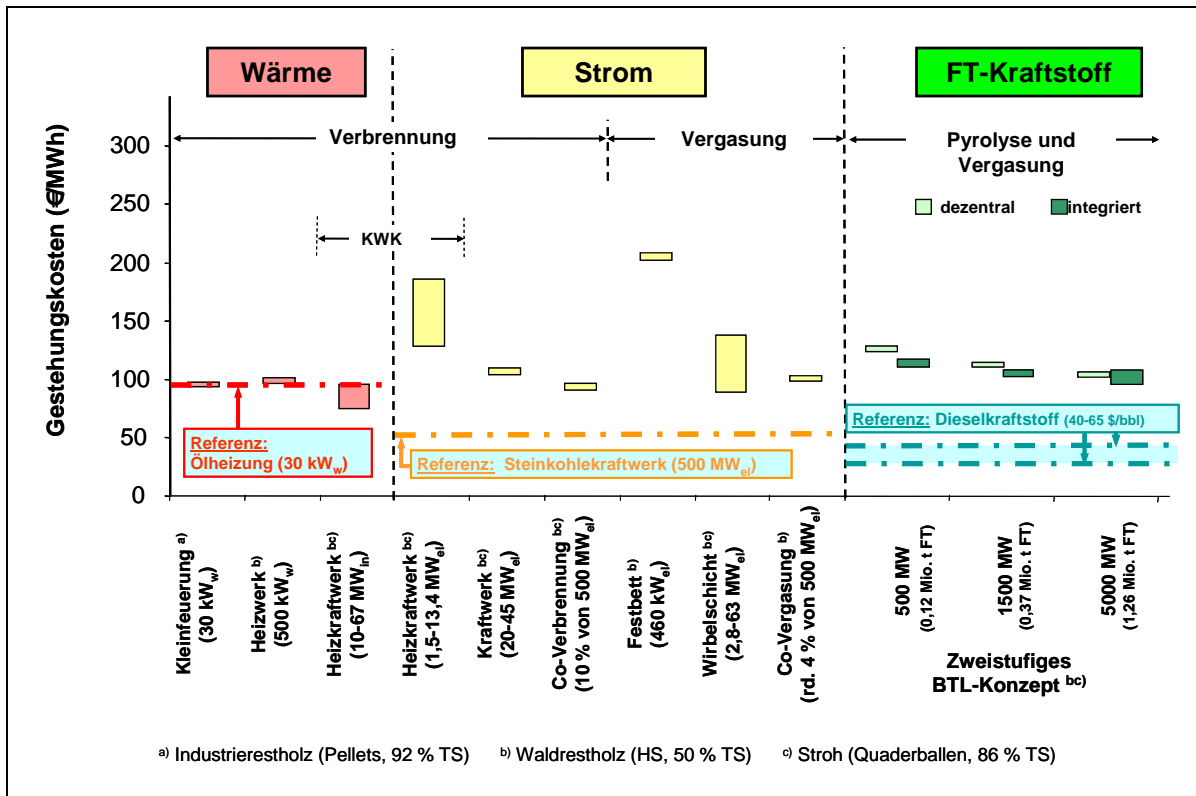 Wärme
Strom
FT-Kraftstoff
Gestehungskosten (€/MWh)
300
250
200
150
100
50
0
Verbrennung
Vergasung
Pyrolyse und
Vergasung
dezentral
integriert
KWK
Referenz:
Ölheizung (30 kWw)
Referenz: Steinkohlekraftwerk (500 MWel)
Referenz: Dieselkraftstoff (40-65 $/bbl)
Kleinfeuerung a)
(30 kWw)
Heizwerk b)
(500 kWw)
Heizkraftwerk bc)
(10-67 MWin)
Heizkraftwerk bc)
(1,5-13,4 MWel)
Kraftwerk bc)
(20-45 MWel)
Co-Verbrennung bc)
(10 % von 500 MWel)
Festbett b)
(460 kWel)
Wirbelschicht bc)
(2,8-63 MWel)
Co-Vergasung b)
(rd. 4 % von 500 MWel)
500 MW
(0,12 Mio. t FT)
1500 MW
(0,37 Mio. t FT)
5000 MW
(1,26 Mio. t FT)
Zweistufiges
BTL-Konzept bc)
a) Industrierestholz (Pellets, 92 % TS) b) Waldrestholz (HS, 50 % TS) c) Stroh (Quaderballen, 86 % TS)